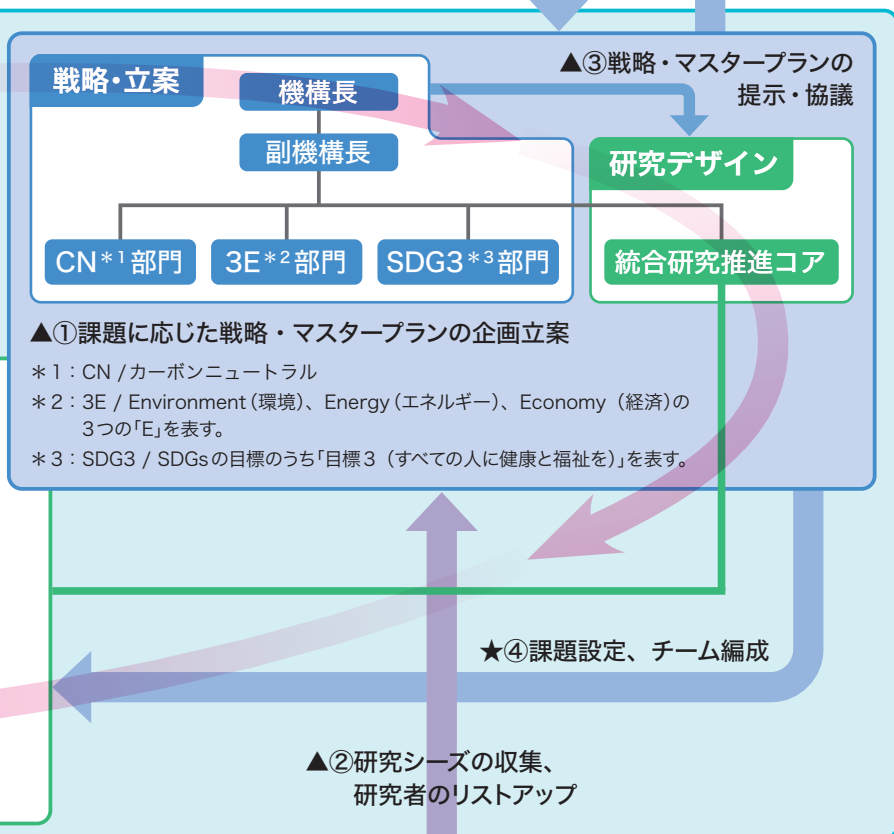 戦略・立案
機構長
副機構長
CN*1部門
3E*2部門
SDG3*3部門
▲③戦略・マスタープランの
提示・協議
研究デザイン
統合研究推進コア
▲①課題に応じた戦略・マスタープランの企画立案
*1：CN /カーボンニュートラル
*2：3E / Environment（環境）、Energy（エネルギー）、Economy（経済）の
3つの「E」を表す。
*3：SDG3 / SDGsの目標のうち「目標3（すべての人に健康と福祉を）」を表す。
★④課題設定、チーム編成
▲②研究シーズの収集、
研究者のリストアップ